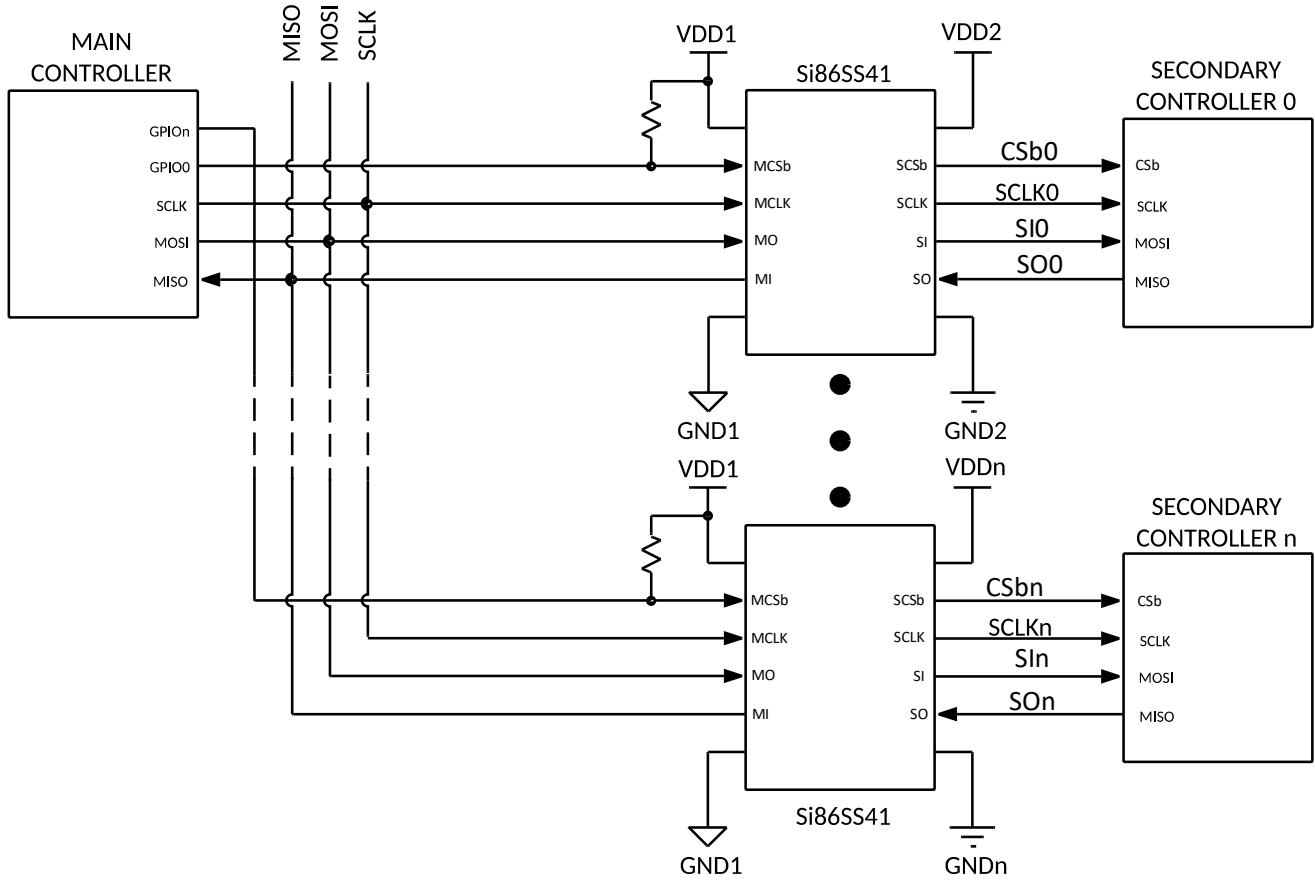 MISO
MOSI
SCLK
MAIN
CONTROLLER
GPIOn
GPIO0
SCLK
MOSI
MISO
VDD1
VDD2
Si86SS41
MCSb
MCLK
MO
MI
SCSb
SCLK
SI
SO
GND1
GND2
CSb0
SCLK0
SI0
SO0
SECONDARY
CONTROLLER 0
CSb
SCLK
MOSI
MISO
VDD1
VDDn
MCSb
MCLK
MO
MI
SCSb
SCLK
SI
SO
Si86SS41
GND1
GNDn
CSbn
SCLKn
SIn
SOn
SECONDARY
CONTROLLER n
CSb
SCLK
MOSI
MISO